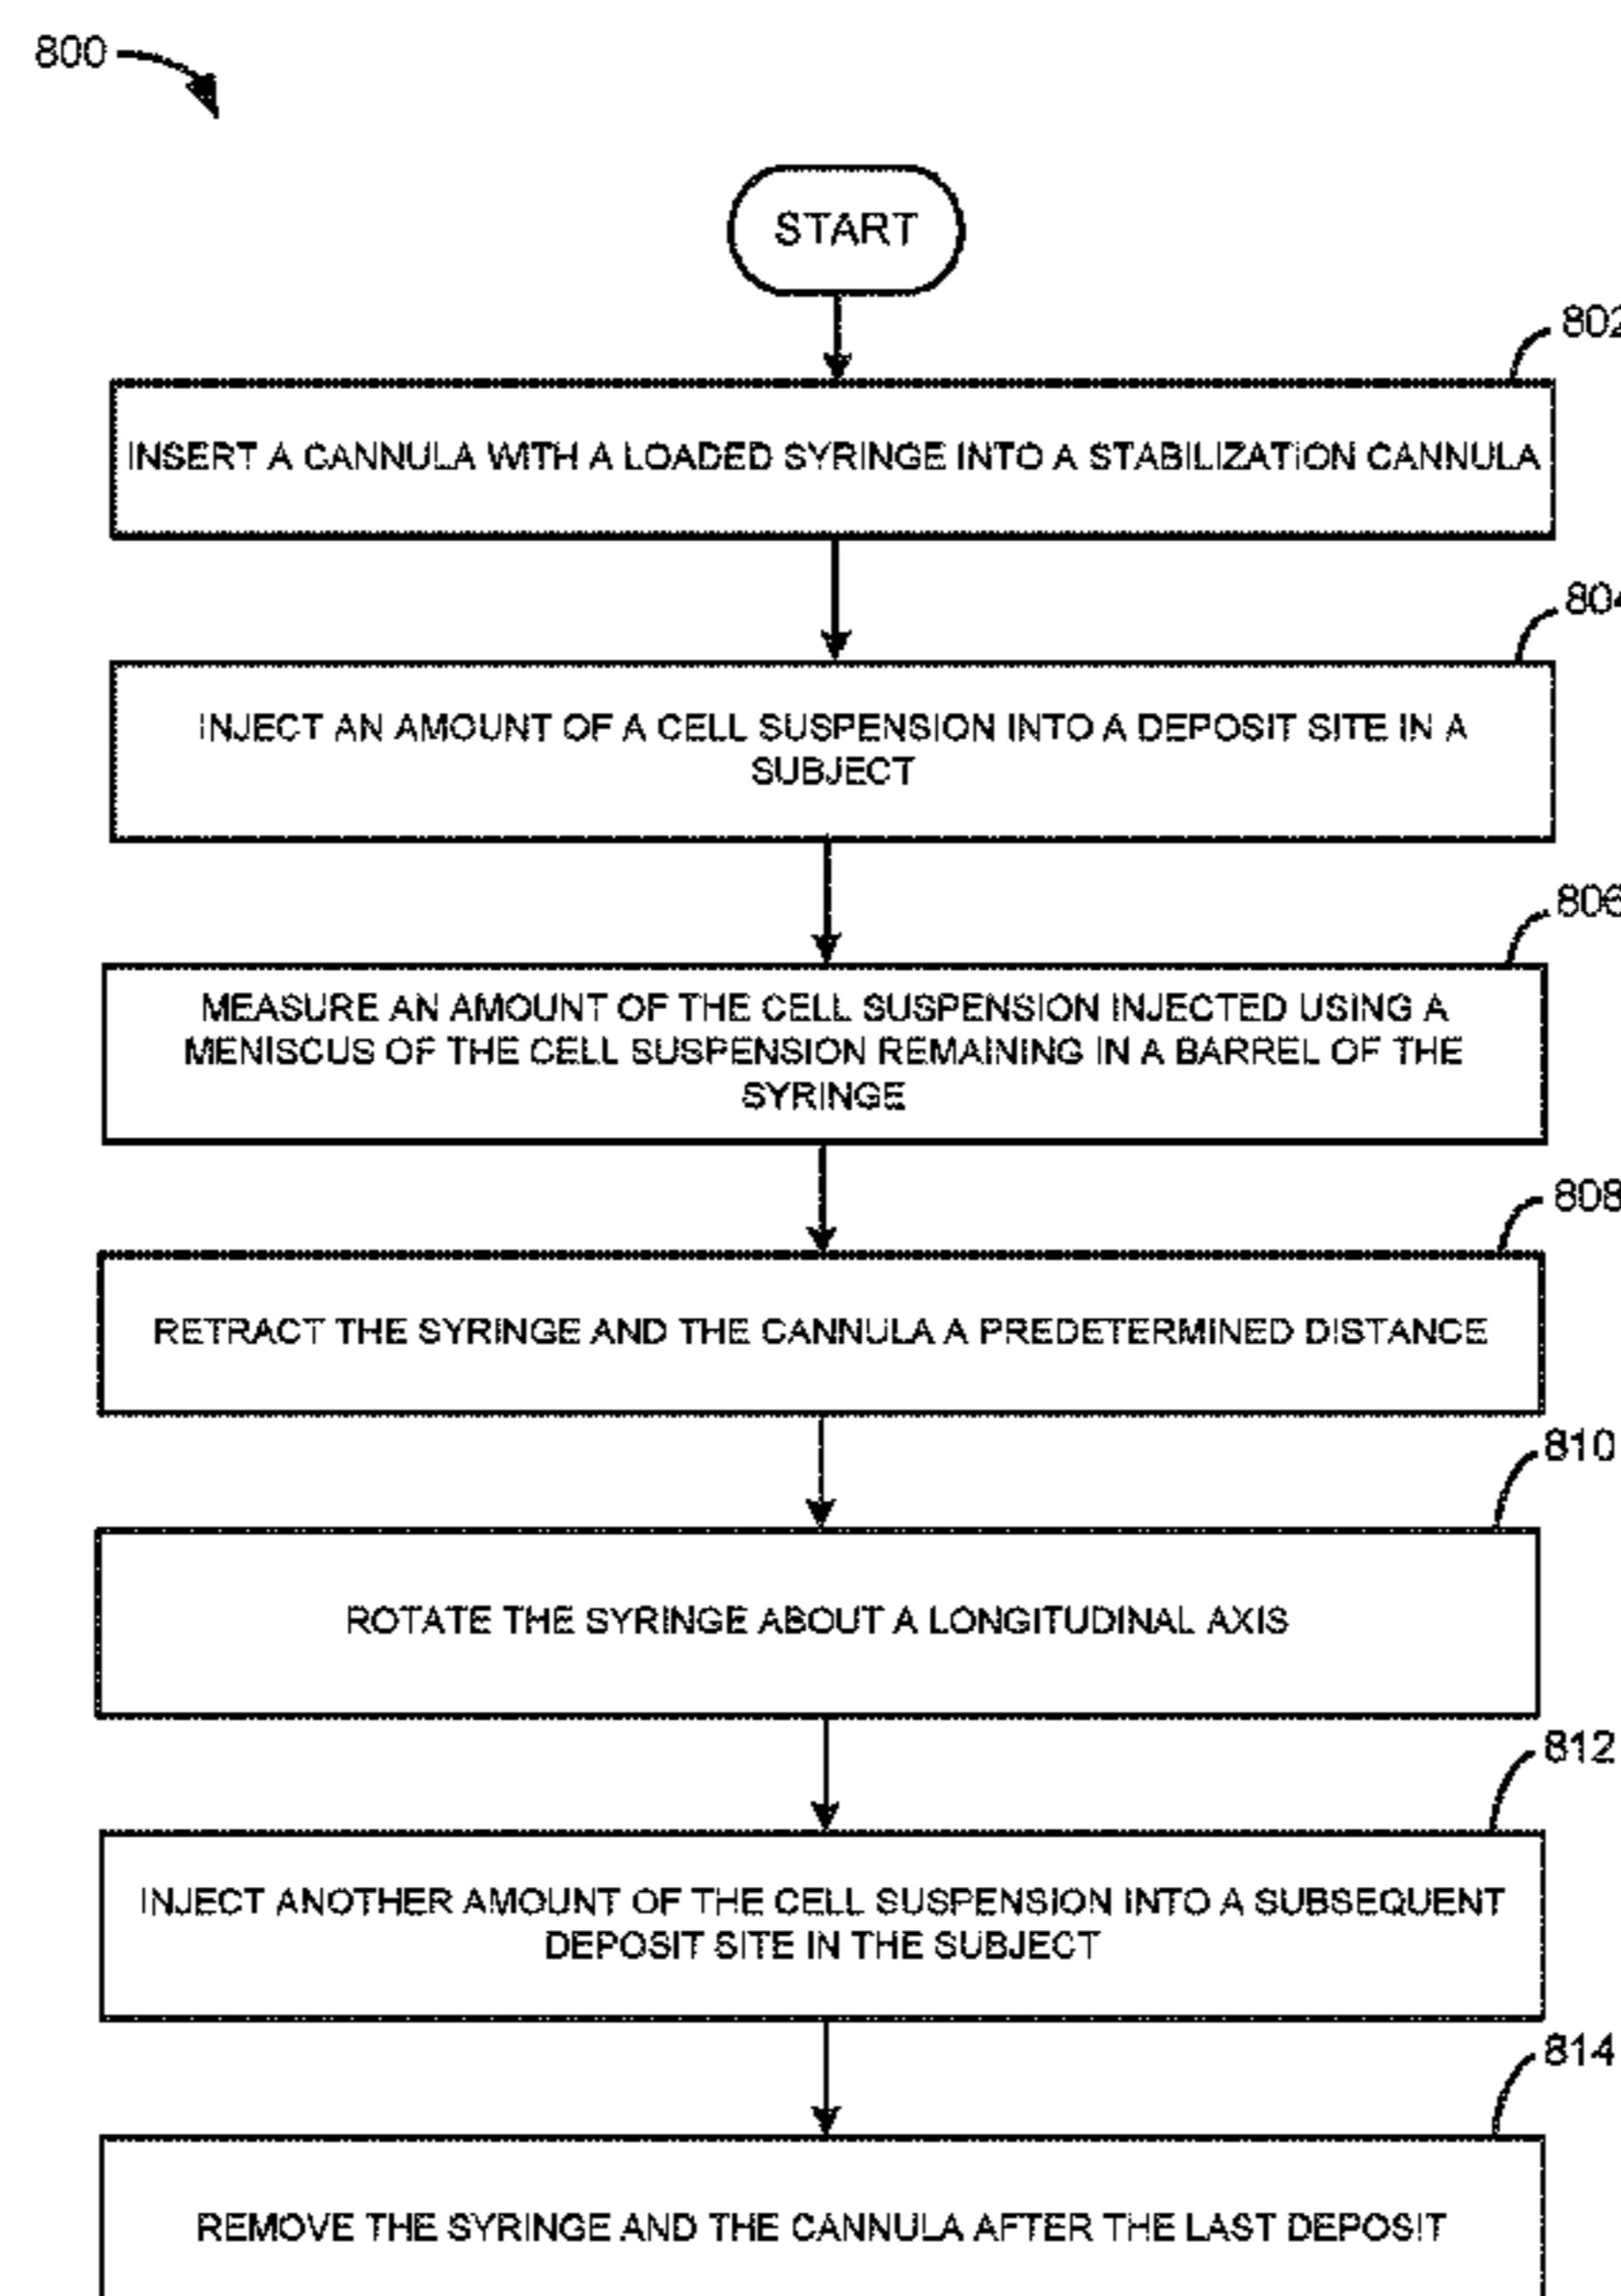 800
START
802
INSERT A CANNULA WITH A LOADED SYRINGE INTO A STABILIZATION CANNULA
804
INJECT AN AMOUNT OF A CELL SUSPENSION INTO A DEPOSIT SITE IN A
SUBJECT
806
MEASURE AN AMOUNT OF THE CELL SUSPENSION INJECTED USING A
MENISCUS OF THE CELL SUSPENSION REMAINING IN A BARREL OF THE
SYRINGE
808
RETRACT THE SYRINGE AND THE CANNULA A PREDETERMINED DISTANCE
810
ROTATE THE SYRINGE ABOUT A LONGITUDINAL AXIS
812
INJECT ANOTHER AMOUNT OF THE CELL SUSPENSION INTO A SUBSEQUENT
DEPOSIT SITE IN THE SUBJECT
814
REMOVE THE SYRINGE AND THE CANNULA AFTER THE LAST DEPOSIT